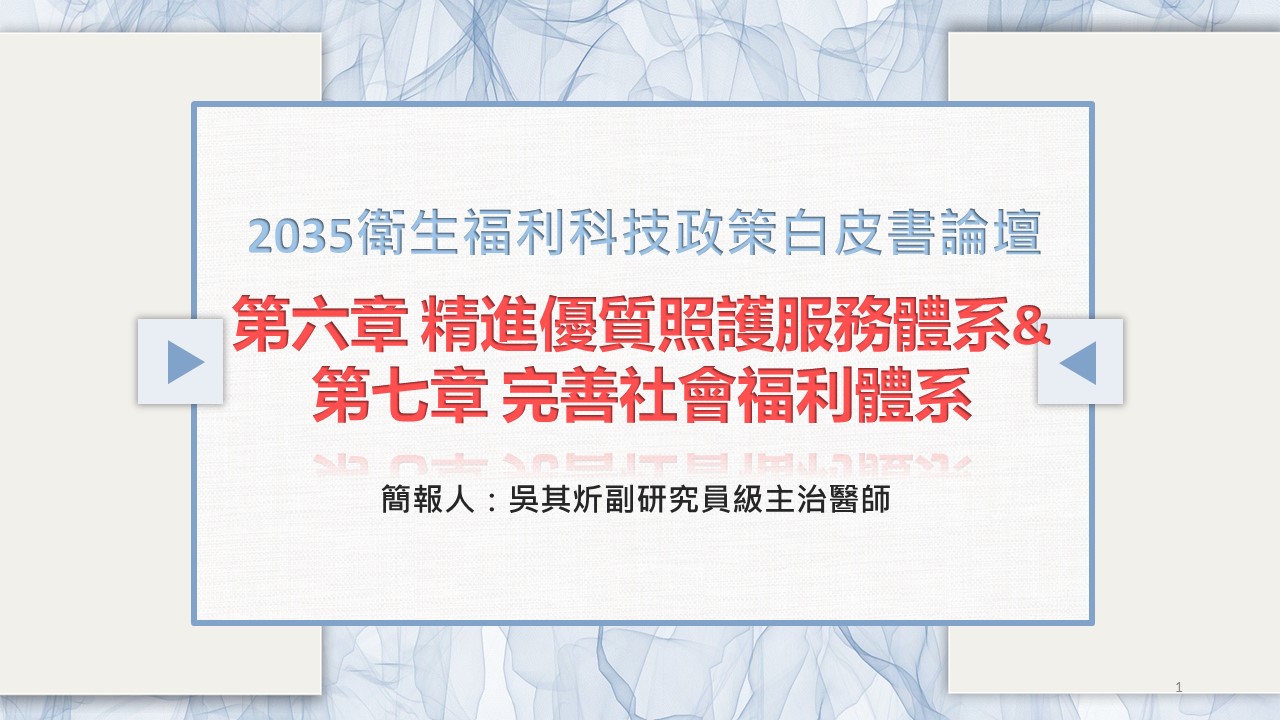 2035衛生福利科技政策白皮書論壇
第六章 精進優質照護服務體系&
第七章 完善社會福利體系
簡報人：吳其炘副研究員級主治醫師
1